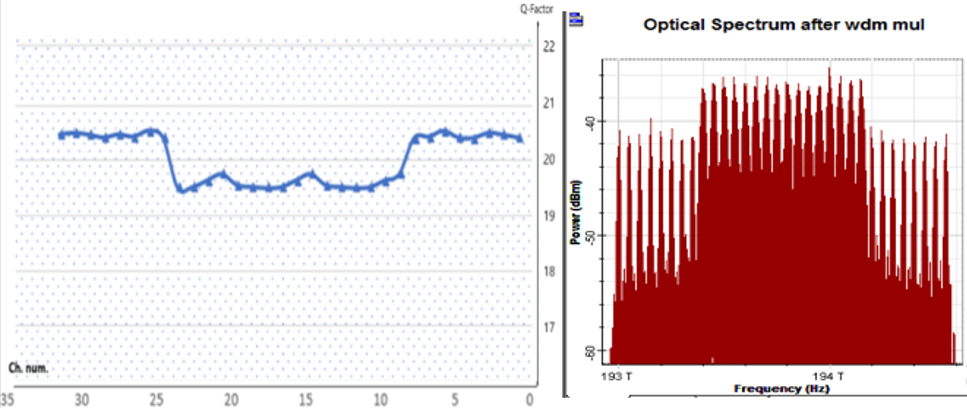 Q-Factor
22
21
20
19
18
17
Ch. num.
35 30 25 20 15 10 5 0
Optical Spectrum after wdm mul
Power (dBm)
-40
-50
-60
193 T 194 T
Frequency (Hz)